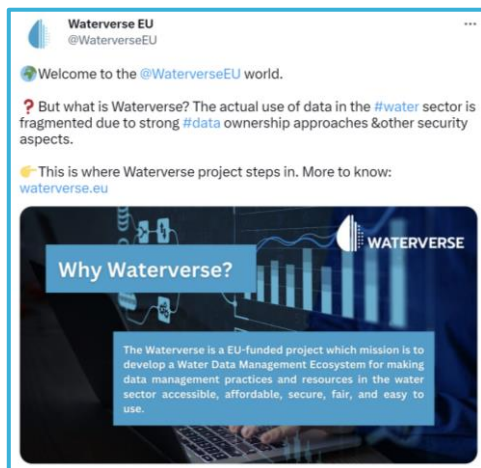 Waterverse EU
@WaterverseEU
🌍Welcome to the @WaterverseEU world.
❓But what is Waterverse? The actual use of data in the #water sector is
fragmented due to strong #data ownership approaches &other security
aspects.
👉This is where Waterverse project steps in. More to know:
waterverse.eu
WATERVERSE
Why Waterverse?
The Waterverse is a EU-funded project which mission is to
develop a Water Data Management Ecosystem for making
data management practices and resources in the water
sector accessible, affordable, secure, fair, and easy to
use.